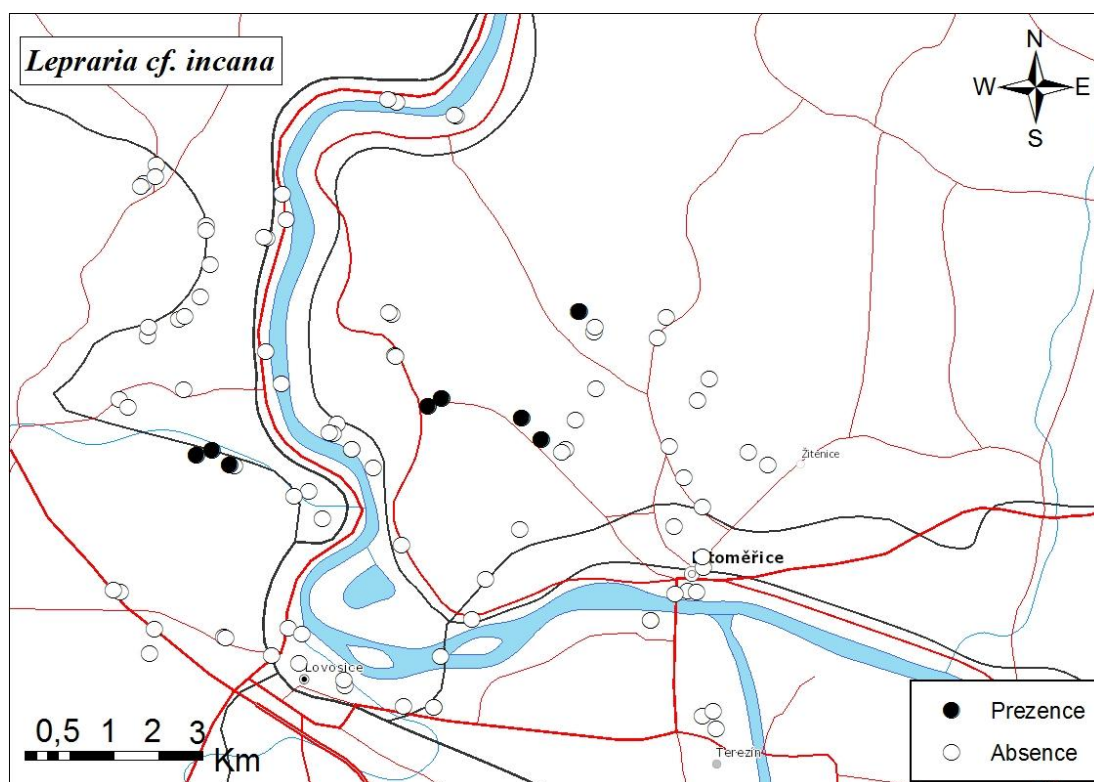 Lepraria cf. incana
N
W E
S
Žitenice
Litoměřice
Lovosice
Terezín
0,5 1 2 3
Km
Prezence
Absence